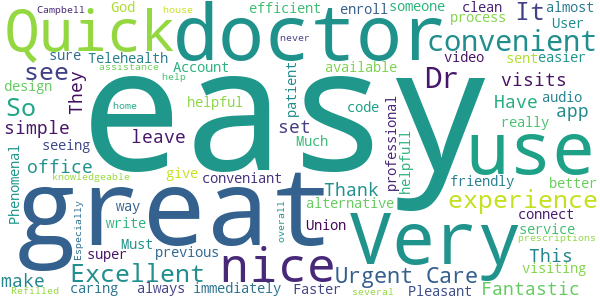 Campbell God house someone clean almost
Quick doctor efficient enroll process It User
sure Telehealth Account available video sent easier
convenient
They see design helpful patient Dr visits
So easy code Have audio app
simple leave set professional really use
seeing Much helpfull
assistance help never
home
Phenomenal office give conveniant Thank friendly better
knowledgeable great alternative experience
Especially way write Union Very connect
overall service
Must previous nice This visiting
make super Excellent Urgent Care prescriptions
caring always immediately Faster Pleasant Fantastic
Refilled several